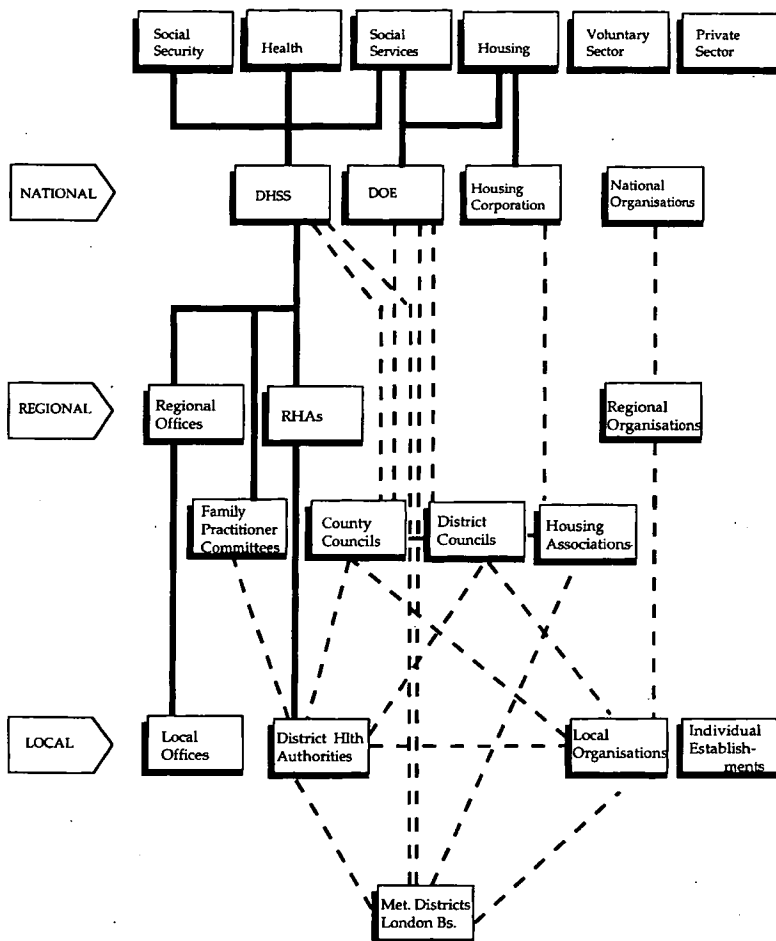 Social
Security
Health
Social
Services
Housing
Voluntary
Sector
Private
Sector
NATIONAL
DHSS
DOE
Housing
Corporation
National
Organisations
REGIONAL
Regional
Offices
RHAs
Regional
Organisations
Family
Practitioner
Committees
County
Councils
District
Councils
Housing
Associations
LOCAL
Local
Offices
District Hlth
Authorities
Local
Organisations
Individual
Establish-
ments
Met. Districts
London Bs.